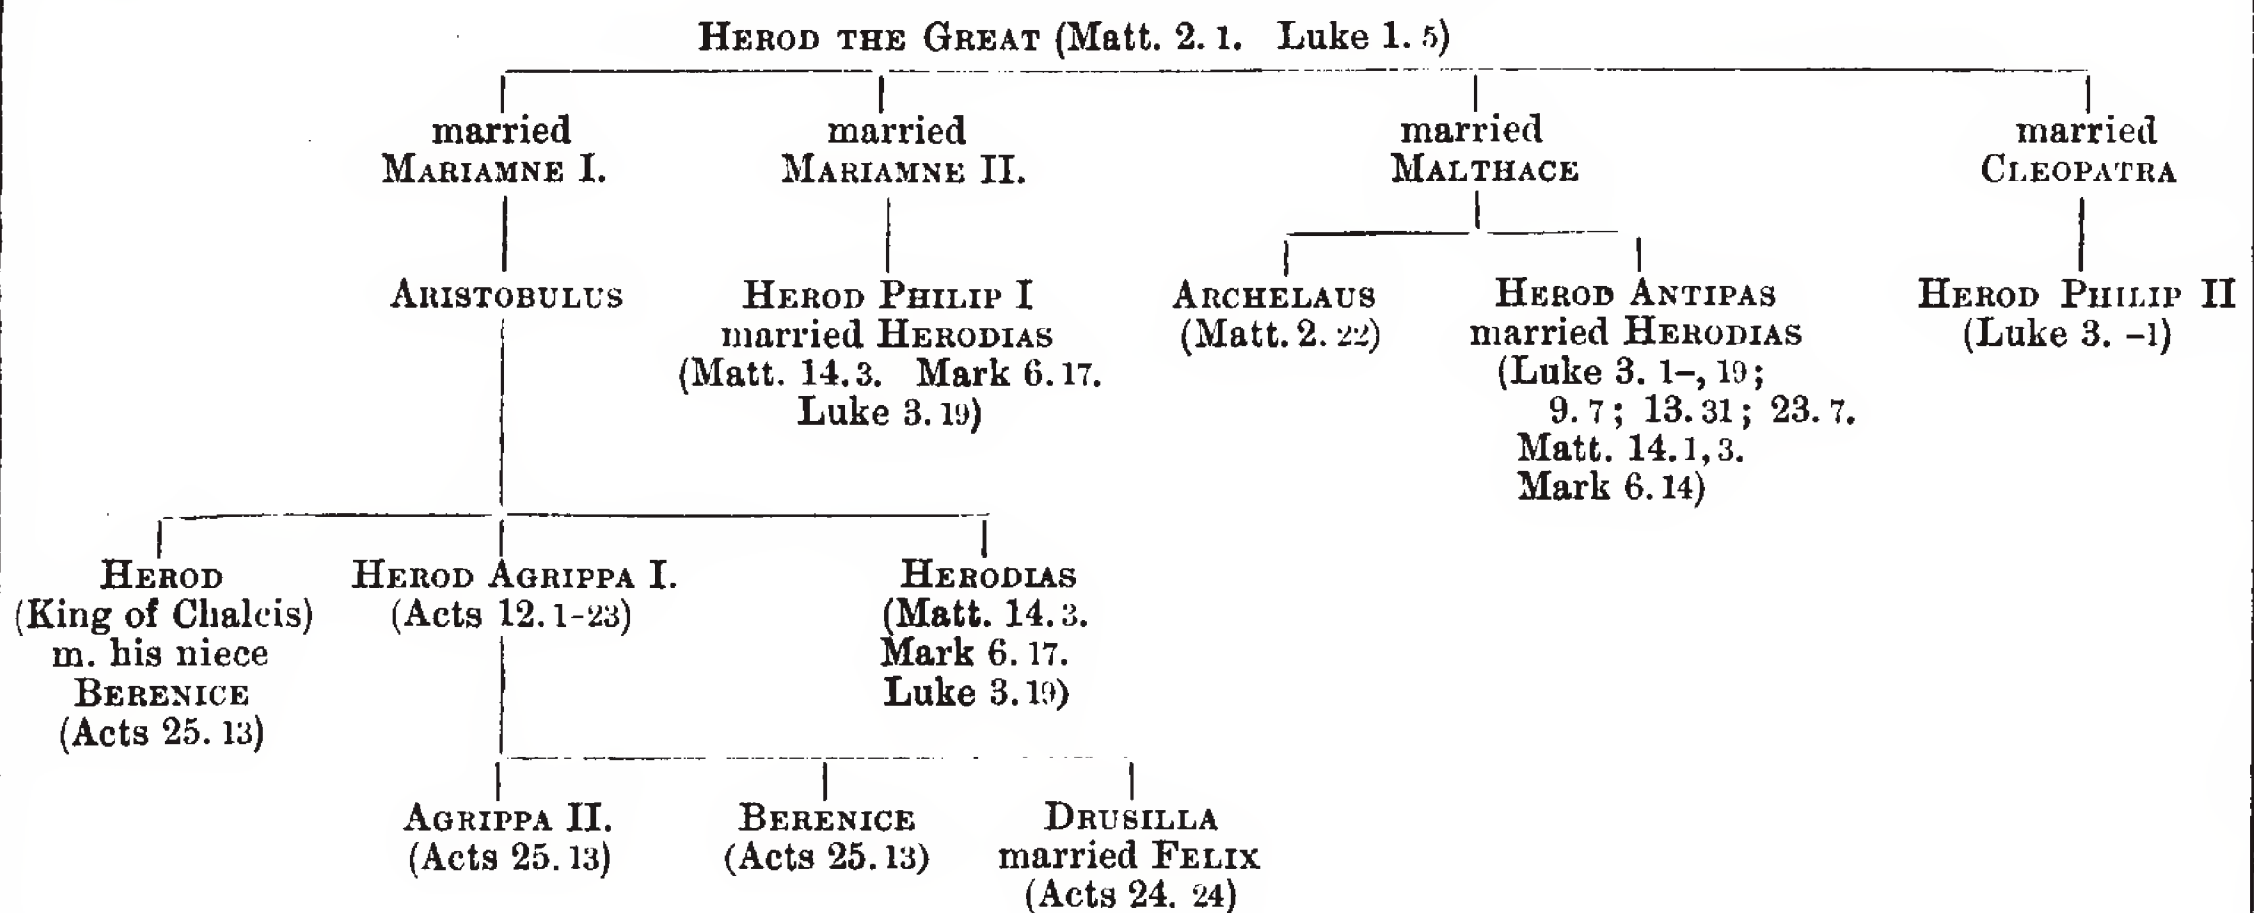 HEROD THE GREAT (Matt. 2. 1. Luke 1. 5)
married
MARIAMNE I.
married
MARIAMNE II.
married
MALTHACE
married
CLEOPATRA
ARISTOBULUS
HEROD PHILIP I
married HERODIAS
(Matt. 14. 3. Mark 6. 17.
Luke 3. 19)
ARCHELAUS
(Matt. 2. 22)
HEROD ANTIPAS
married HERODIAS
(Luke 3. 1-, 19;
9. 7; 13. 31; 23. 7.
Matt. 14. 1, 3.
Mark 6. 14)
HEROD PHILIP II
(Luke 3. -1)
HEROD
(King of Chalcis)
m. his niece
BERENICE
(Acts 25. 13)
HEROD AGRIPPA I.
(Acts 12. 1-23)
HERODIAS
(Matt. 14. 3.
Mark 6. 17.
Luke 3. 19)
AGRIPPA II.
(Acts 25. 13)
BERENICE
(Acts 25. 13)
DRUSILLA
married FELIX
(Acts 24. 24)